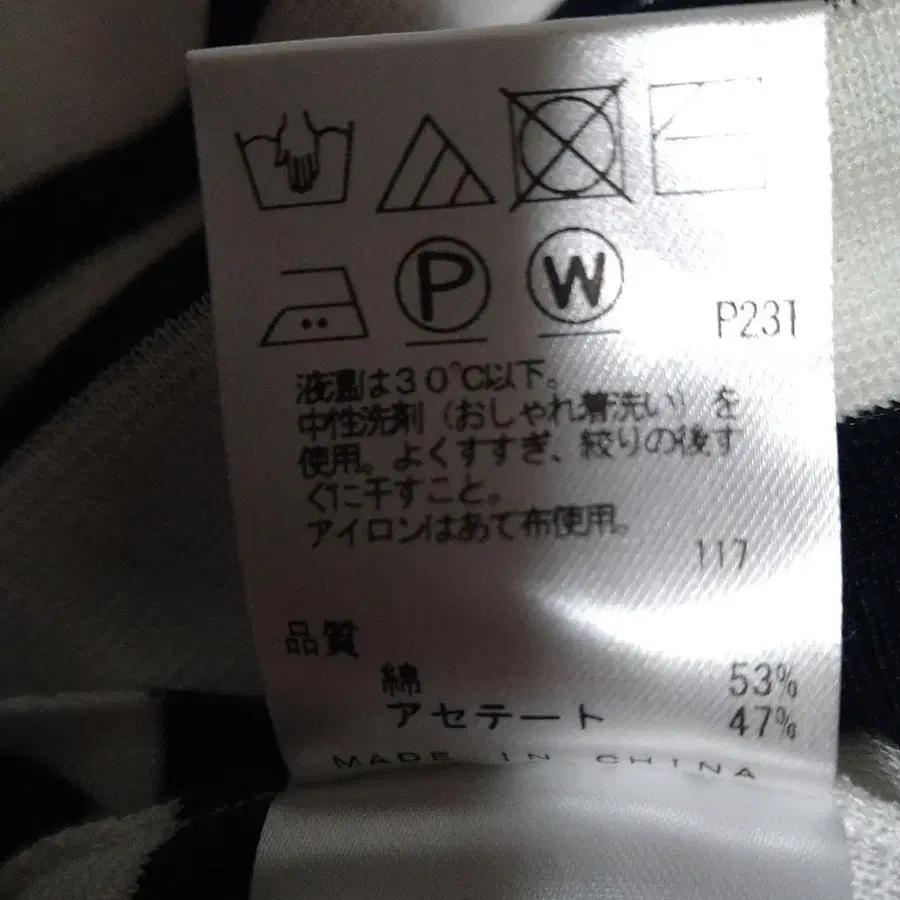 P W
P231
液温は30℃以下。
中性洗剤（おしゃれ着洗い）を
使用。よくすすぎ、絞りの後す
ぐに干すこと。
アイロンはあて布使用。
117
品質
綿 53%
アセテート 47%
MADE IN CHINA